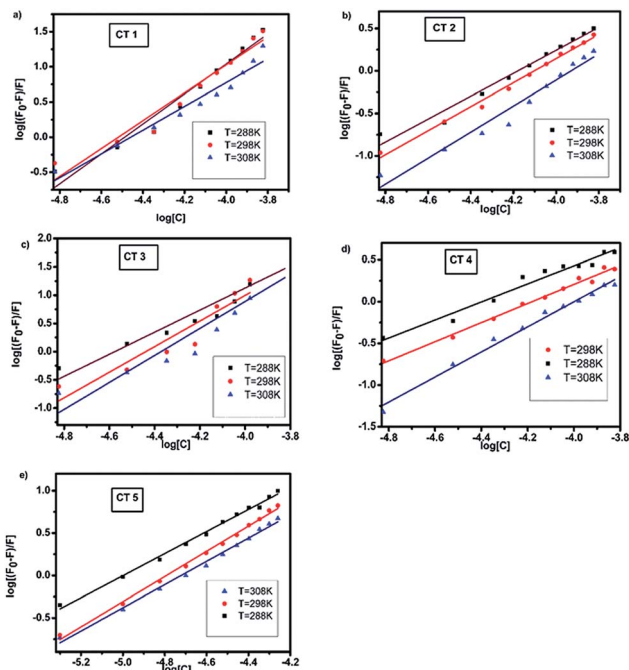 a)
CT 1
log[(F0-F)/F]
1.5
1.0
0.5
0.0
-0.5
T=288K
T=298K
T=308K
-4.8 -4.6 -4.4 -4.2 -4.0 -3.8
log[C]
b)
CT 2
log[(F0-F)/F]
0.5
0.0
-0.5
-1.0
T=288K
T=298K
T=308K
-4.8 -4.6 -4.4 -4.2 -4.0 -3.8
log[C]
c)
CT 3
log[(F0-F)/F]
2.0
1.5
1.0
0.5
0.0
-0.5
-1.0
T=288K
T=298K
T=308K
-4.8 -4.6 -4.4 -4.2 -4.0 -3.8
log[C]
d)
CT 4
log[(F0-F)/F]
0.5
0.0
-0.5
-1.0
-1.5
T=298K
T=288K
T=308K
-4.8 -4.6 -4.4 -4.2 -4.0 -3.8
log[C]
e)
CT 5
log[(F0-F)/F]
1.0
0.5
0.0
-0.5
T=308K
T=298K
T=288K
-5.2 -5.0 -4.8 -4.6 -4.4 -4.2
log[C]